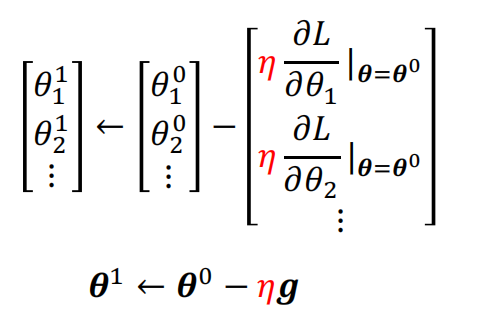 [θ₁¹ θ₂¹ ⋮] ← [θ₁⁰ θ₂⁰ ⋮] − [η ∂L/∂θ₁ |θ=θ⁰ η ∂L/∂θ₂ |θ=θ⁰ ⋮]
θ¹ ← θ⁰ − ηg